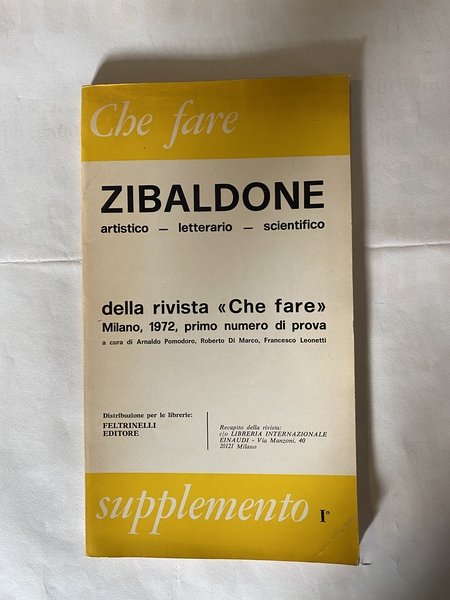 Che fare
ZIBALDONE
artistico — letterario — scientifico
della rivista «Che fare»
Milano, 1972, primo numero di prova
a cura di Arnaldo Pomodoro, Roberto Di Marco, Francesco Leonetti
Distribuzione per le librerie:
FELTRINELLI
EDITORE
Recapito della rivista:
c/o LIBRERIA INTERNAZIONALE
EINAUDI - Via Manzoni, 40
20121 Milano
supplemento I°